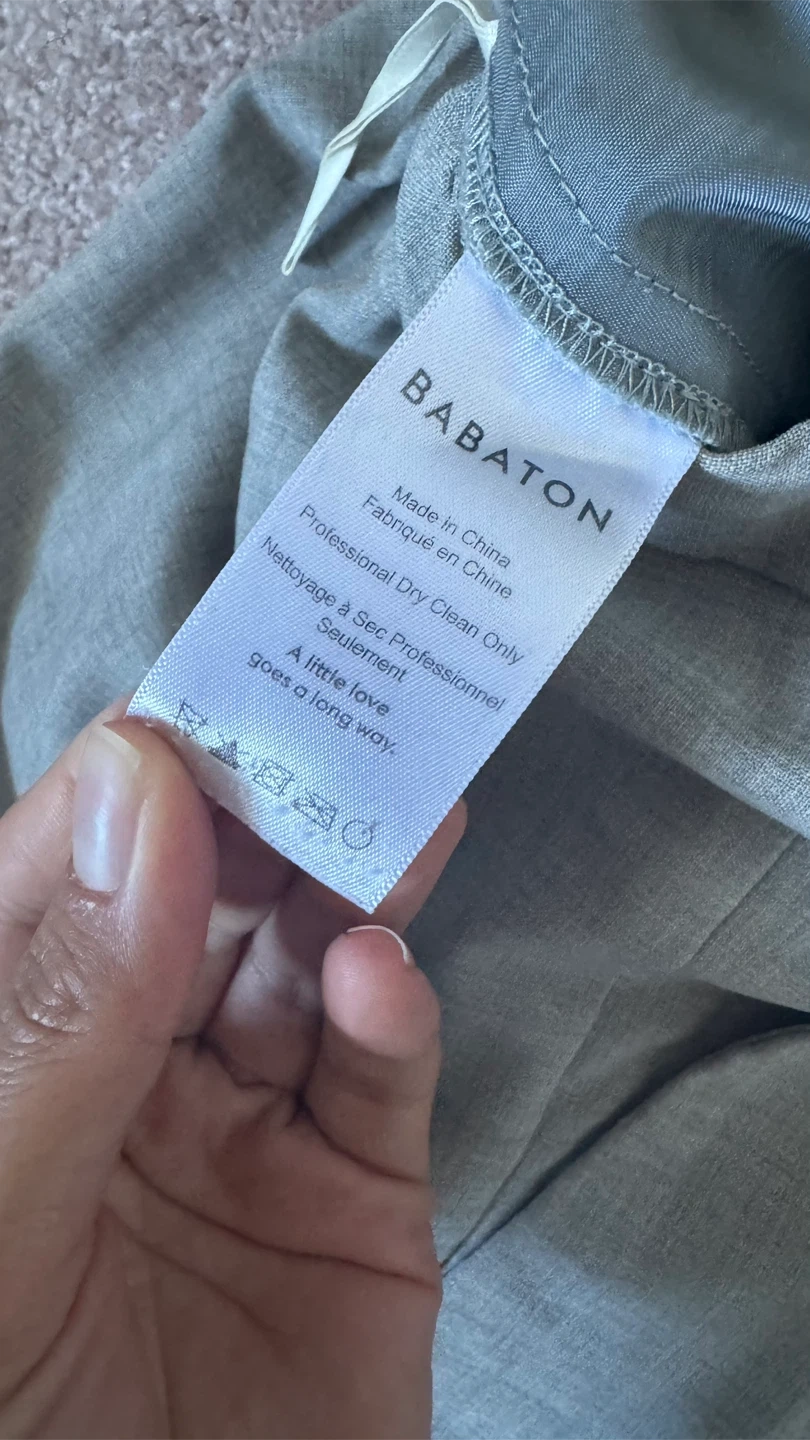 BABATON
Made in China
Fabriqué en Chine
Professional Dry Clean Only
Nettoyage à Sec Professionnel
Seulement
A little love
goes a long way.